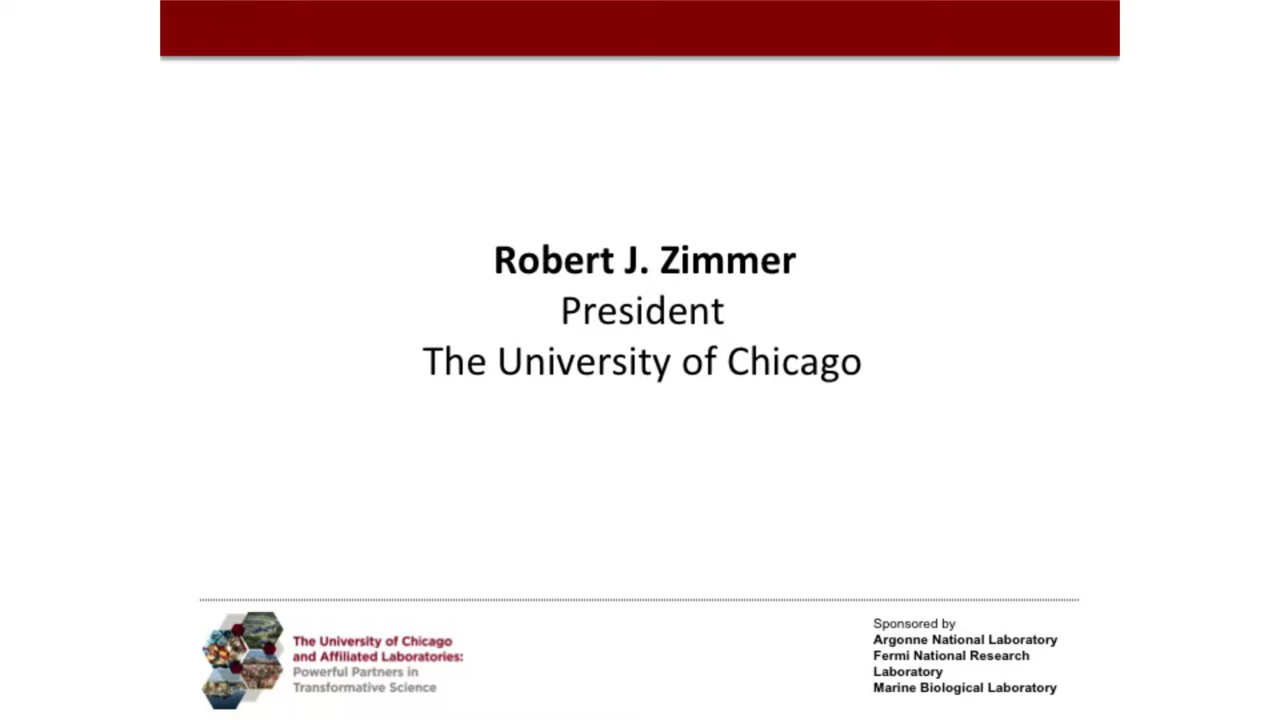 Robert J. Zimmer
President
The University of Chicago
The University of Chicago
and Affiliated Laboratories:
Powerful Partners in
Transformative Science
Sponsored by
Argonne National Laboratory
Fermi National Research
Laboratory
Marine Biological Laboratory